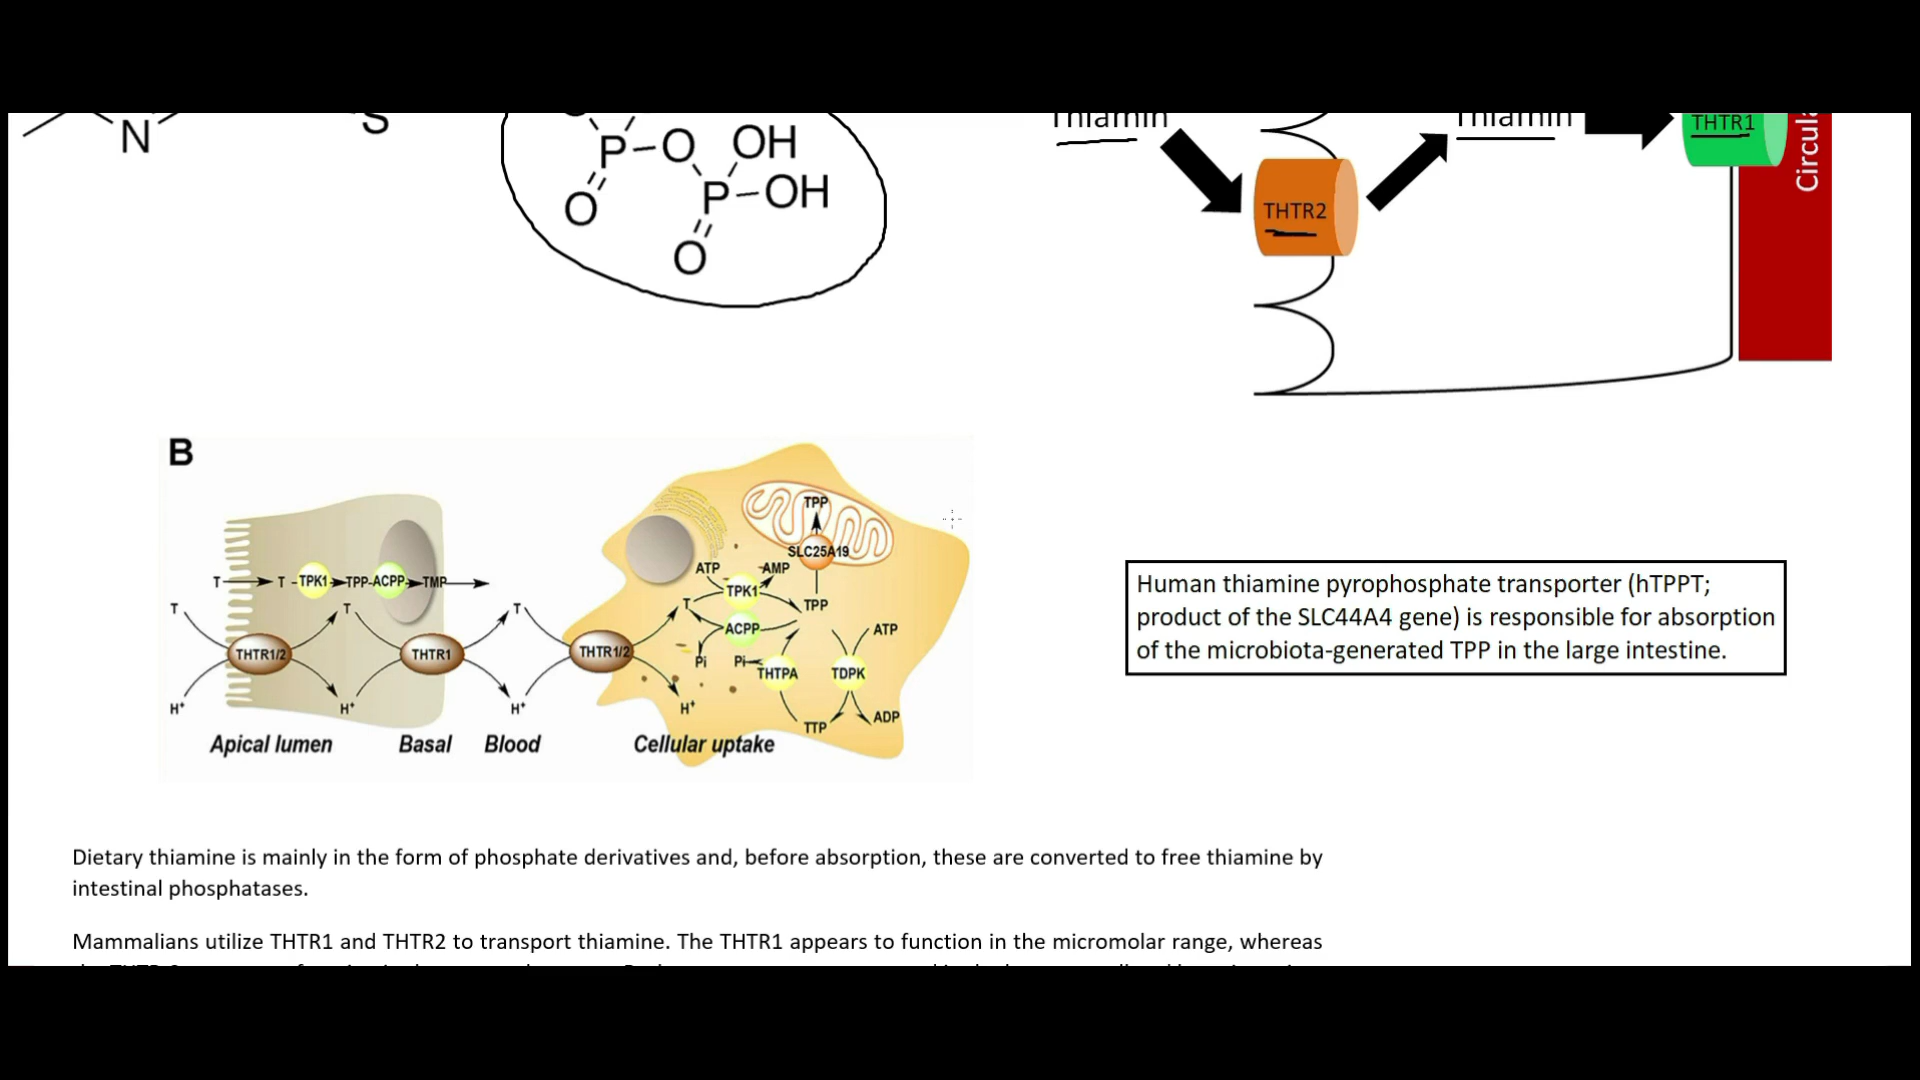 N
S
P
O
OH
P
OH
O
O
Thiamin
Thiamin
THTR1
THTR2
Circula
B
T
T
TPK1
TPP
ACPP
TMP
T
T
T
THTR1/2
THTR1
THTR1/2
H+
H+
H+
H+
Apical lumen
Basal
Blood
Cellular uptake
TPP
SLC25A19
ATP
AMP
TPK1
T
TPP
ACPP
ATP
Pi
Pi
THTPA
TDPK
TTP
ADP
Human thiamine pyrophosphate transporter (hTPPT;
product of the SLC44A4 gene) is responsible for absorption
of the microbiota-generated TPP in the large intestine.
Dietary thiamine is mainly in the form of phosphate derivatives and, before absorption, these are converted to free thiamine by
intestinal phosphatases.
Mammalians utilize THTR1 and THTR2 to transport thiamine. The THTR1 appears to function in the micromolar range, whereas